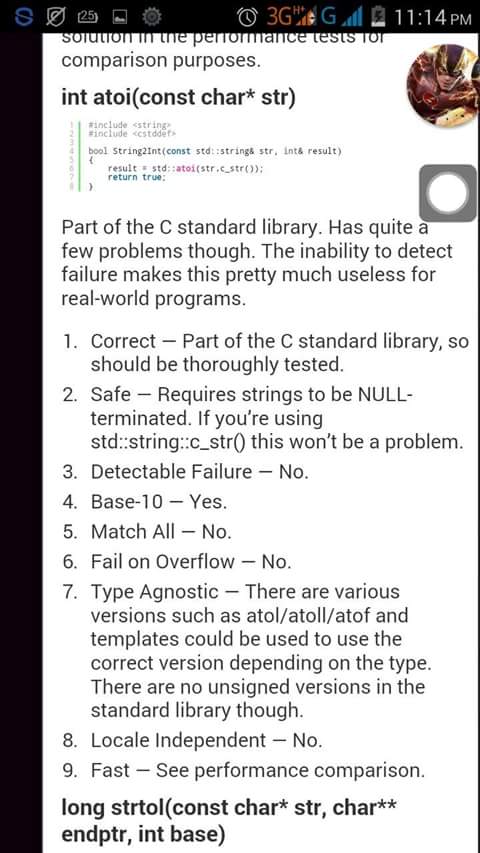 (25)
3G H+ G 11:14 PM
solution in the performance tests for
comparison purposes.
int atoi(const char* str)
1 #include <string>
2 #include <cstddef>
3
4 bool String2Int(const std::string& str, int& result)
5 {
6 result = std::atoi(str.c_str());
7 return true;
8 }
Part of the C standard library. Has quite a
few problems though. The inability to detect
failure makes this pretty much useless for
real-world programs.
1. Correct — Part of the C standard library, so
should be thoroughly tested.
2. Safe — Requires strings to be NULL-
terminated. If you're using
std::string::c_str() this won't be a problem.
3. Detectable Failure — No.
4. Base-10 — Yes.
5. Match All — No.
6. Fail on Overflow — No.
7. Type Agnostic — There are various
versions such as atol/atoll/atof and
templates could be used to use the
correct version depending on the type.
There are no unsigned versions in the
standard library though.
8. Locale Independent — No.
9. Fast — See performance comparison.
long strtol(const char* str, char**
endptr, int base)